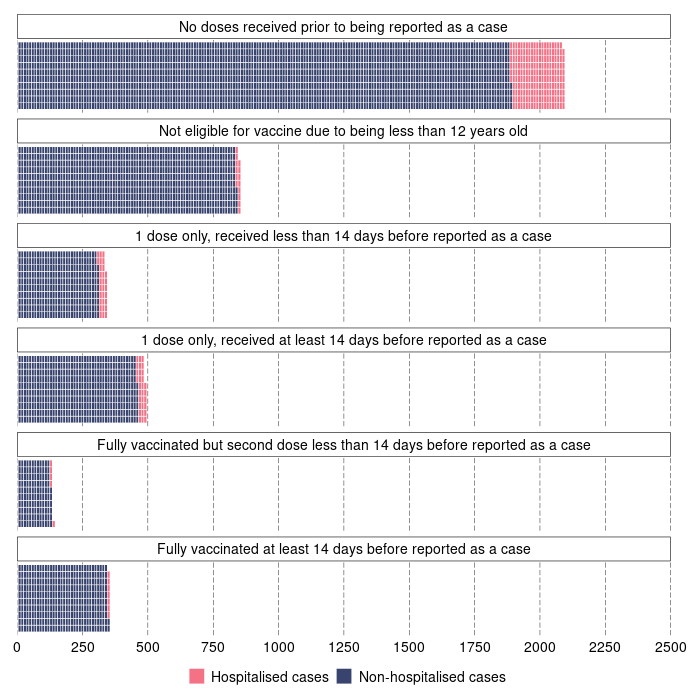 No doses received prior to being reported as a case
Not eligible for vaccine due to being less than 12 years old
1 dose only, received less than 14 days before reported as a case
1 dose only, received at least 14 days before reported as a case
Fully vaccinated but second dose less than 14 days before reported as a case
Fully vaccinated at least 14 days before reported as a case
0 250 500 750 1000 1250 1500 1750 2000 2250 2500
Hospitalised cases Non-hospitalised cases